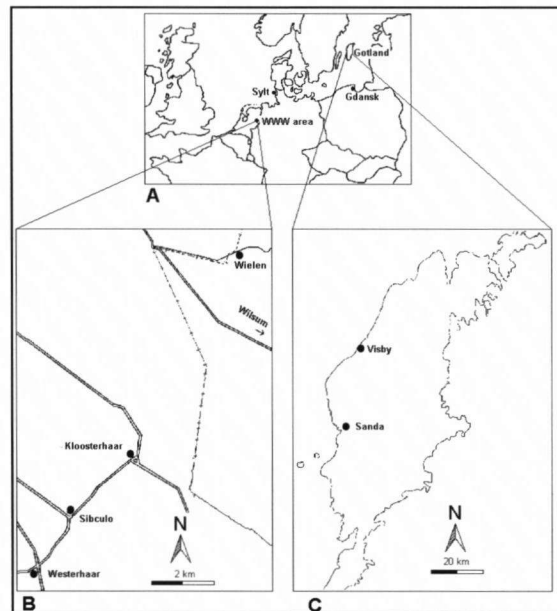 Gotland
Sylt
Gdansk
WWW area
A
Wielen
Wilsum
Visby
Sanda
Kloosterhaar
Sibculo
Westerhaar
N
2 km
B
N
20 km
C